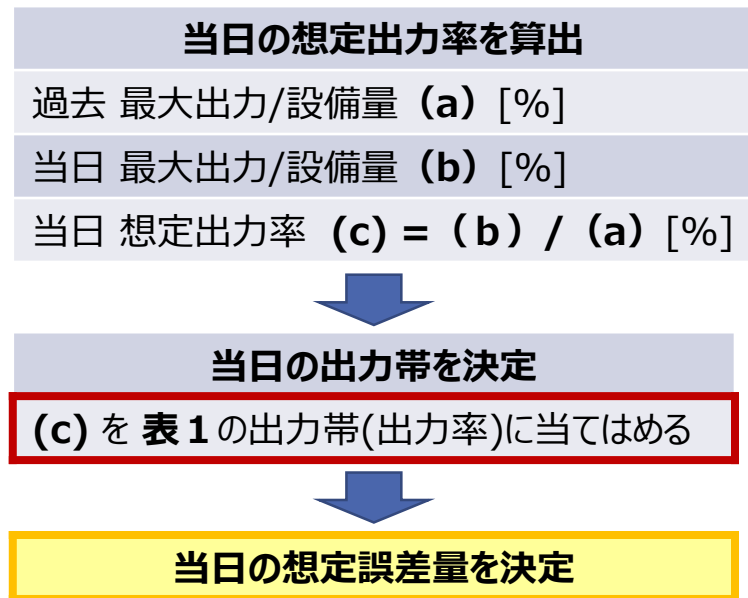 当日の想定出力率を算出
過去 最大出力/設備量（a）[%]
当日 最大出力/設備量（b）[%]
当日 想定出力率 (c) =（b）/（a）[%]
当日の出力帯を決定
(c) を 表１の出力帯(出力率)に当てはめる
当日の想定誤差量を決定